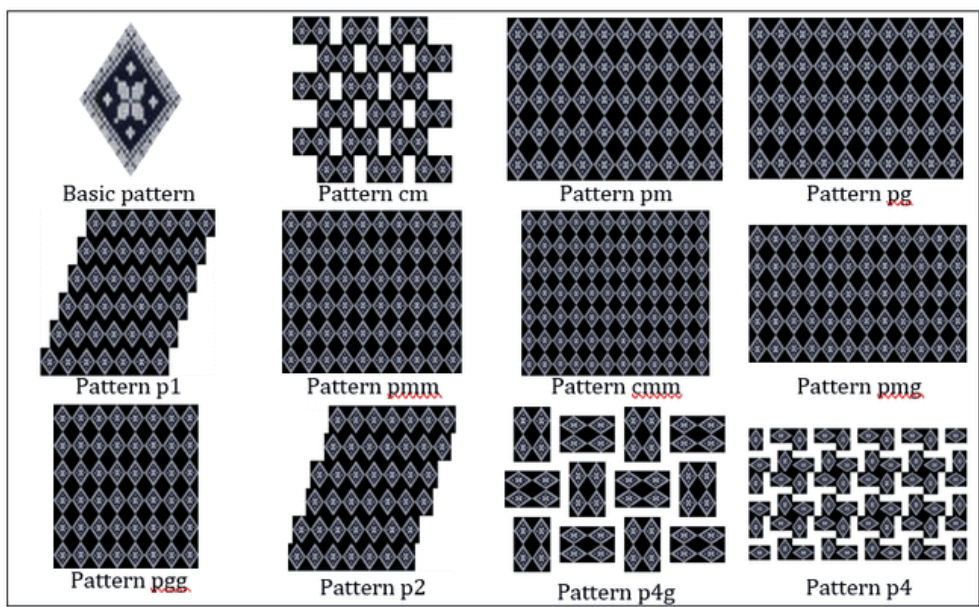 Basic pattern
Pattern cm
Pattern pm
Pattern pg
Pattern p1
Pattern pmm
Pattern cmm
Pattern pmg
Pattern pgg
Pattern p2
Pattern p4g
Pattern p4